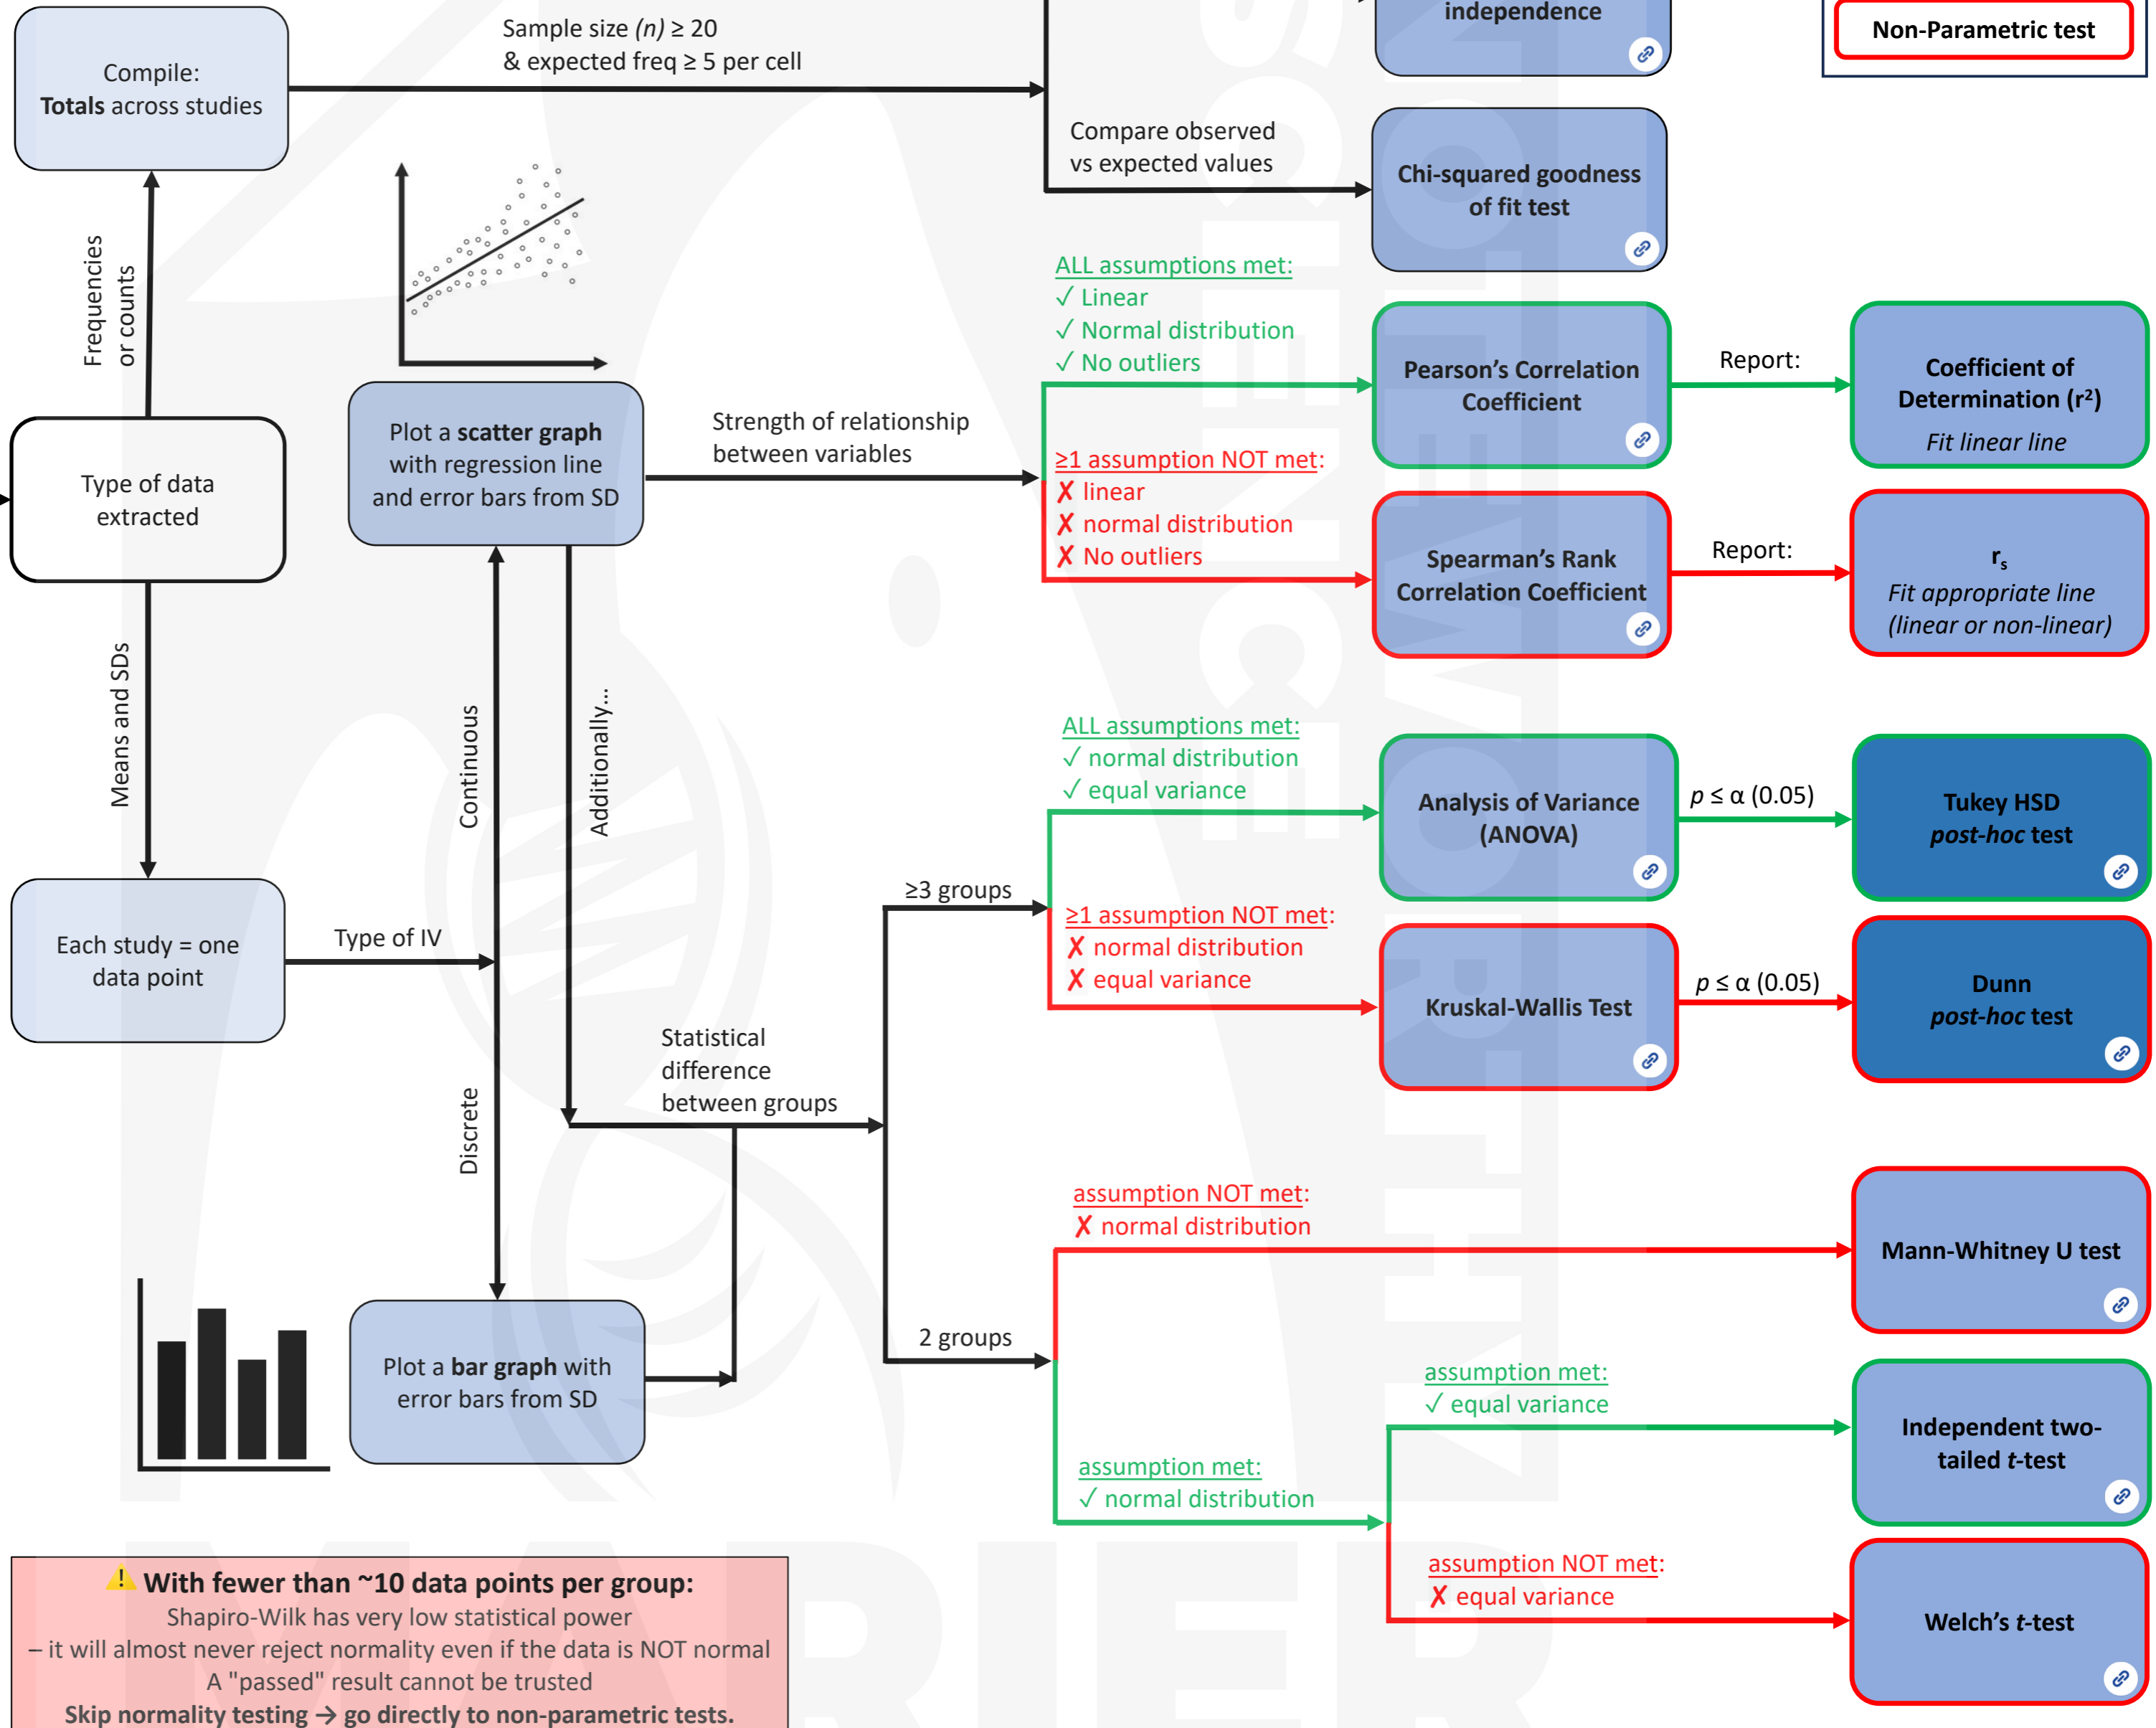 independence
Non-Parametric test
Sample size (n) ≥ 20
& expected freq ≥ 5 per cell
Compile:
Totals across studies
Compare observed
vs expected values
Chi-squared goodness
of fit test
Frequencies
or counts
ALL assumptions met:
✓ Linear
✓ Normal distribution
✓ No outliers
Pearson's Correlation
Coefficient
Report:
Coefficient of
Determination (r²)
Fit linear line
Type of data
extracted
Plot a scatter graph
with regression line
and error bars from SD
Strength of relationship
between variables
≥1 assumption NOT met:
✗ linear
✗ normal distribution
✗ No outliers
Spearman's Rank
Correlation Coefficient
Report:
rₛ
Fit appropriate line
(linear or non-linear)
Means and SDs
Continuous
Additionally...
ALL assumptions met:
✓ normal distribution
✓ equal variance
Analysis of Variance
(ANOVA)
p ≤ α (0.05)
Tukey HSD
post-hoc test
Each study = one
data point
Type of IV
≥3 groups
≥1 assumption NOT met:
✗ normal distribution
✗ equal variance
Kruskal-Wallis Test
p ≤ α (0.05)
Dunn
post-hoc test
Statistical
difference
between groups
Discrete
assumption NOT met:
✗ normal distribution
Mann-Whitney U test
2 groups
Plot a bar graph with
error bars from SD
assumption met:
✓ equal variance
Independent two-
tailed t-test
assumption met:
✓ normal distribution
assumption NOT met:
✗ equal variance
Welch's t-test
⚠ With fewer than ~10 data points per group:
Shapiro-Wilk has very low statistical power
– it will almost never reject normality even if the data is NOT normal
A "passed" result cannot be trusted
Skip normality testing → go directly to non-parametric tests.